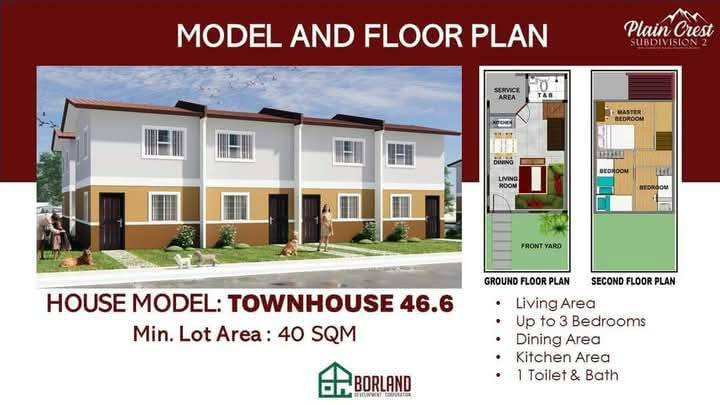 MODEL AND FLOOR PLAN
Plain Crest
SUBDIVISION 2
SERVICE
AREA
T & B
KITCHEN
DINING
LIVING
ROOM
FRONT YARD
GROUND FLOOR PLAN
MASTER
BEDROOM
BEDROOM
BEDROOM
SECOND FLOOR PLAN
HOUSE MODEL: TOWNHOUSE 46.6
Min. Lot Area : 40 SQM
• Living Area
• Up to 3 Bedrooms
• Dining Area
• Kitchen Area
• 1 Toilet & Bath
BORLAND
DEVELOPMENT CORPORATION